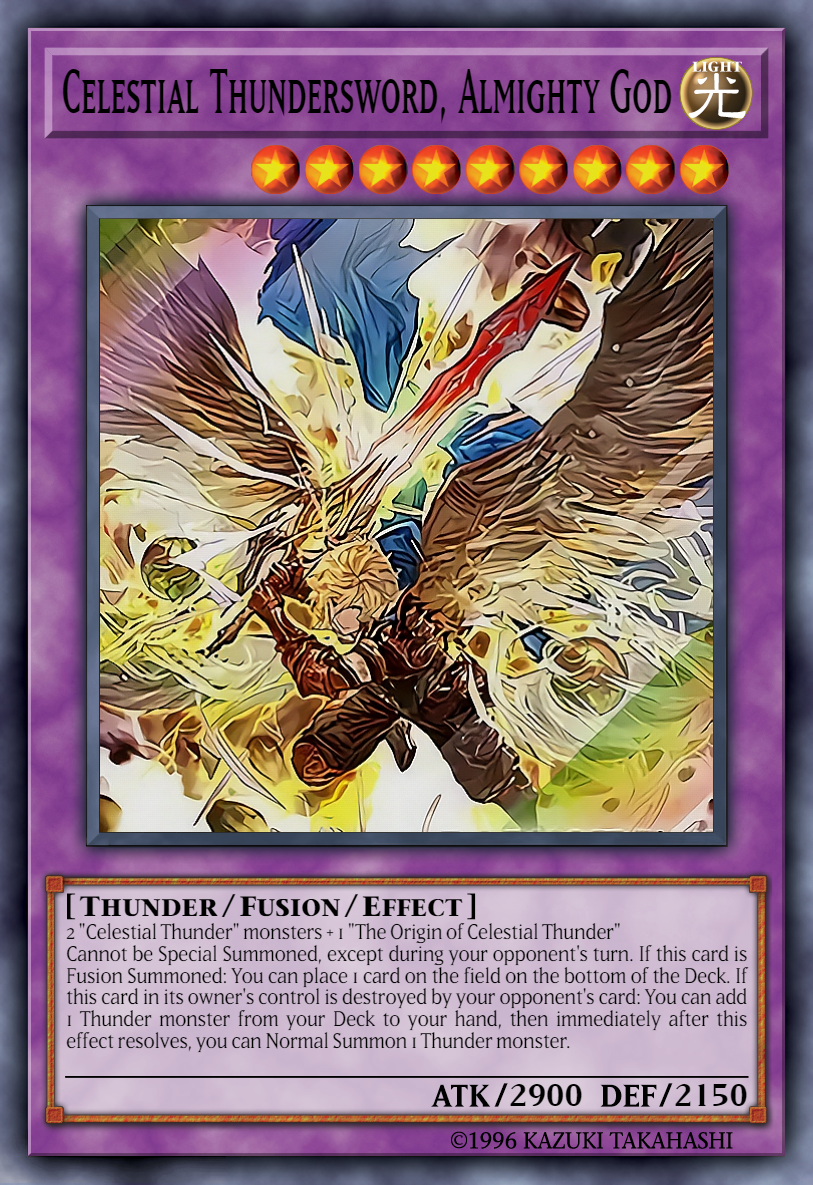 Celestial Thundersword, Almighty God
LIGHT
光
[Thunder/Fusion/Effect]
2 "Celestial Thunder" monsters + 1 "The Origin of Celestial Thunder"
Cannot be Special Summoned, except during your opponent's turn. If this card is
Fusion Summoned: You can place 1 card on the field on the bottom of the Deck. If
this card in its owner's control is destroyed by your opponent's card: You can add
1 Thunder monster from your Deck to your hand, then immediately after this
effect resolves, you can Normal Summon 1 Thunder monster.
ATK/2900 DEF/2150
©1996 KAZUKI TAKAHASHI